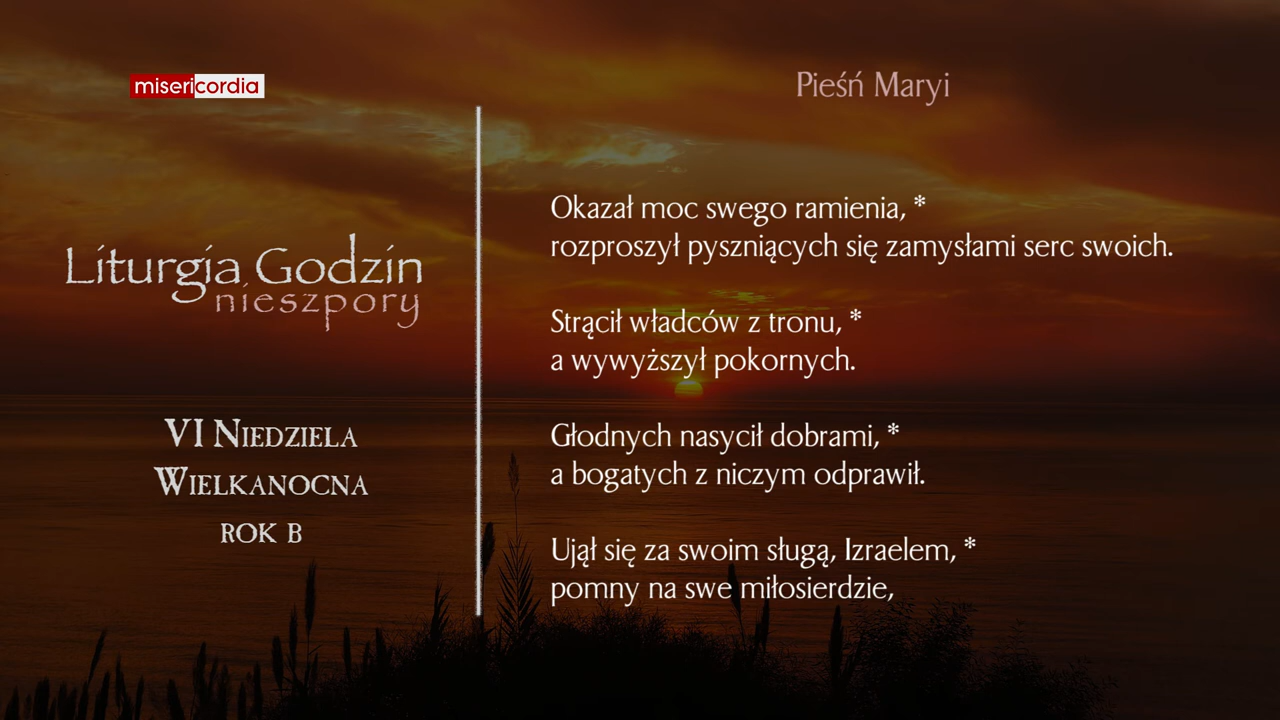 misericordia
Liturgia Godzin
nieszpory
VI Niedziela
Wielkanocna
rok B
Pieśń Maryi
Okazał moc swego ramienia, *
rozproszył pyszniących się zamysłami serc swoich.
Strącił władców z tronu, *
a wywyższył pokornych.
Głodnych nasycił dobrami, *
a bogatych z niczym odprawił.
Ujął się za swoim sługą, Izraelem, *
pomny na swe miłosierdzie,